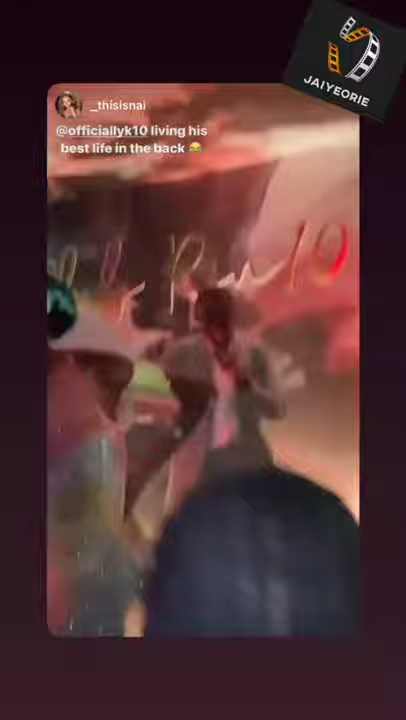 JAIYEORIE
_thisisnai
@officiallyk10 living his
best life in the back 😂